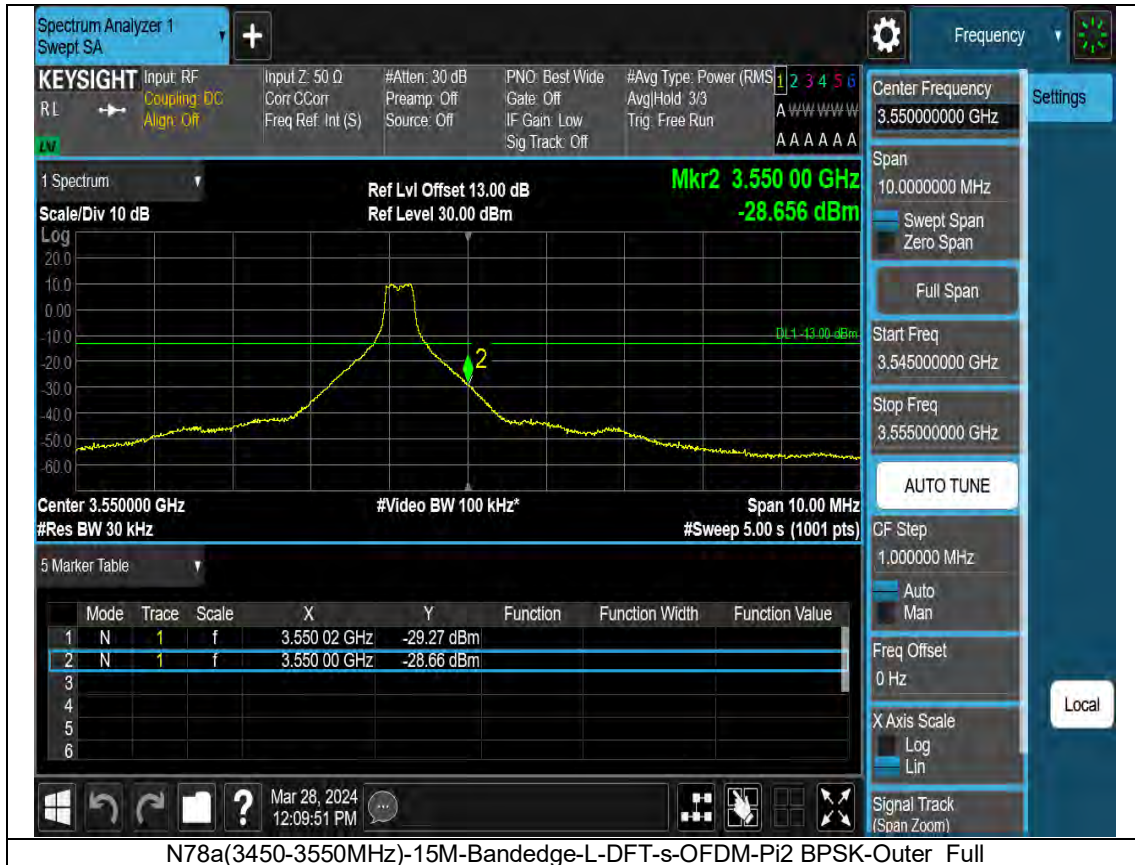 Spectrum Analyzer 1
Swept SA
Frequency
KEYSIGHT
RL
Input: RF
Coupling: DC
Align: Off
Input Z: 50 Ω
Corr CCorr
Freq Ref: Int (S)
#Atten: 30 dB
Preamp: Off
Source: Off
PNO: Best Wide
Gate: Off
IF Gain: Low
Sig Track: Off
#Avg Type: Power (RMS
Avg|Hold: 3/3
Trig: Free Run
1 2 3 4 5 6
A W W W W W
A A A A A A
1 Spectrum
Scale/Div 10 dB
Ref Lvl Offset 13.00 dB
Ref Level 30.00 dBm
Mkr2 3.550 00 GHz
-28.656 dBm
Log
20.0
10.0
0.00
-10.0
-20.0
-30.0
-40.0
-50.0
-60.0
DL1 -13.00 dBm
2
Center 3.550000 GHz
#Video BW 100 kHz*
Span 10.00 MHz
#Res BW 30 kHz
#Sweep 5.00 s (1001 pts)
5 Marker Table
Mode Trace Scale X Y Function Function Width Function Value
1 N 1 f 3.550 02 GHz -29.27 dBm
2 N 1 f 3.550 00 GHz -28.66 dBm
3
4
5
6
Mar 28, 2024
12:09:51 PM
Center Frequency
3.550000000 GHz
Settings
Span
10.0000000 MHz
Swept Span
Zero Span
Full Span
Start Freq
3.545000000 GHz
Stop Freq
3.555000000 GHz
AUTO TUNE
CF Step
1.000000 MHz
Auto
Man
Freq Offset
0 Hz
Local
X Axis Scale
Log
Lin
Signal Track
(Span Zoom)
N78a(3450-3550MHz)-15M-Bandedge-L-DFT-s-OFDM-Pi2 BPSK-Outer_Full